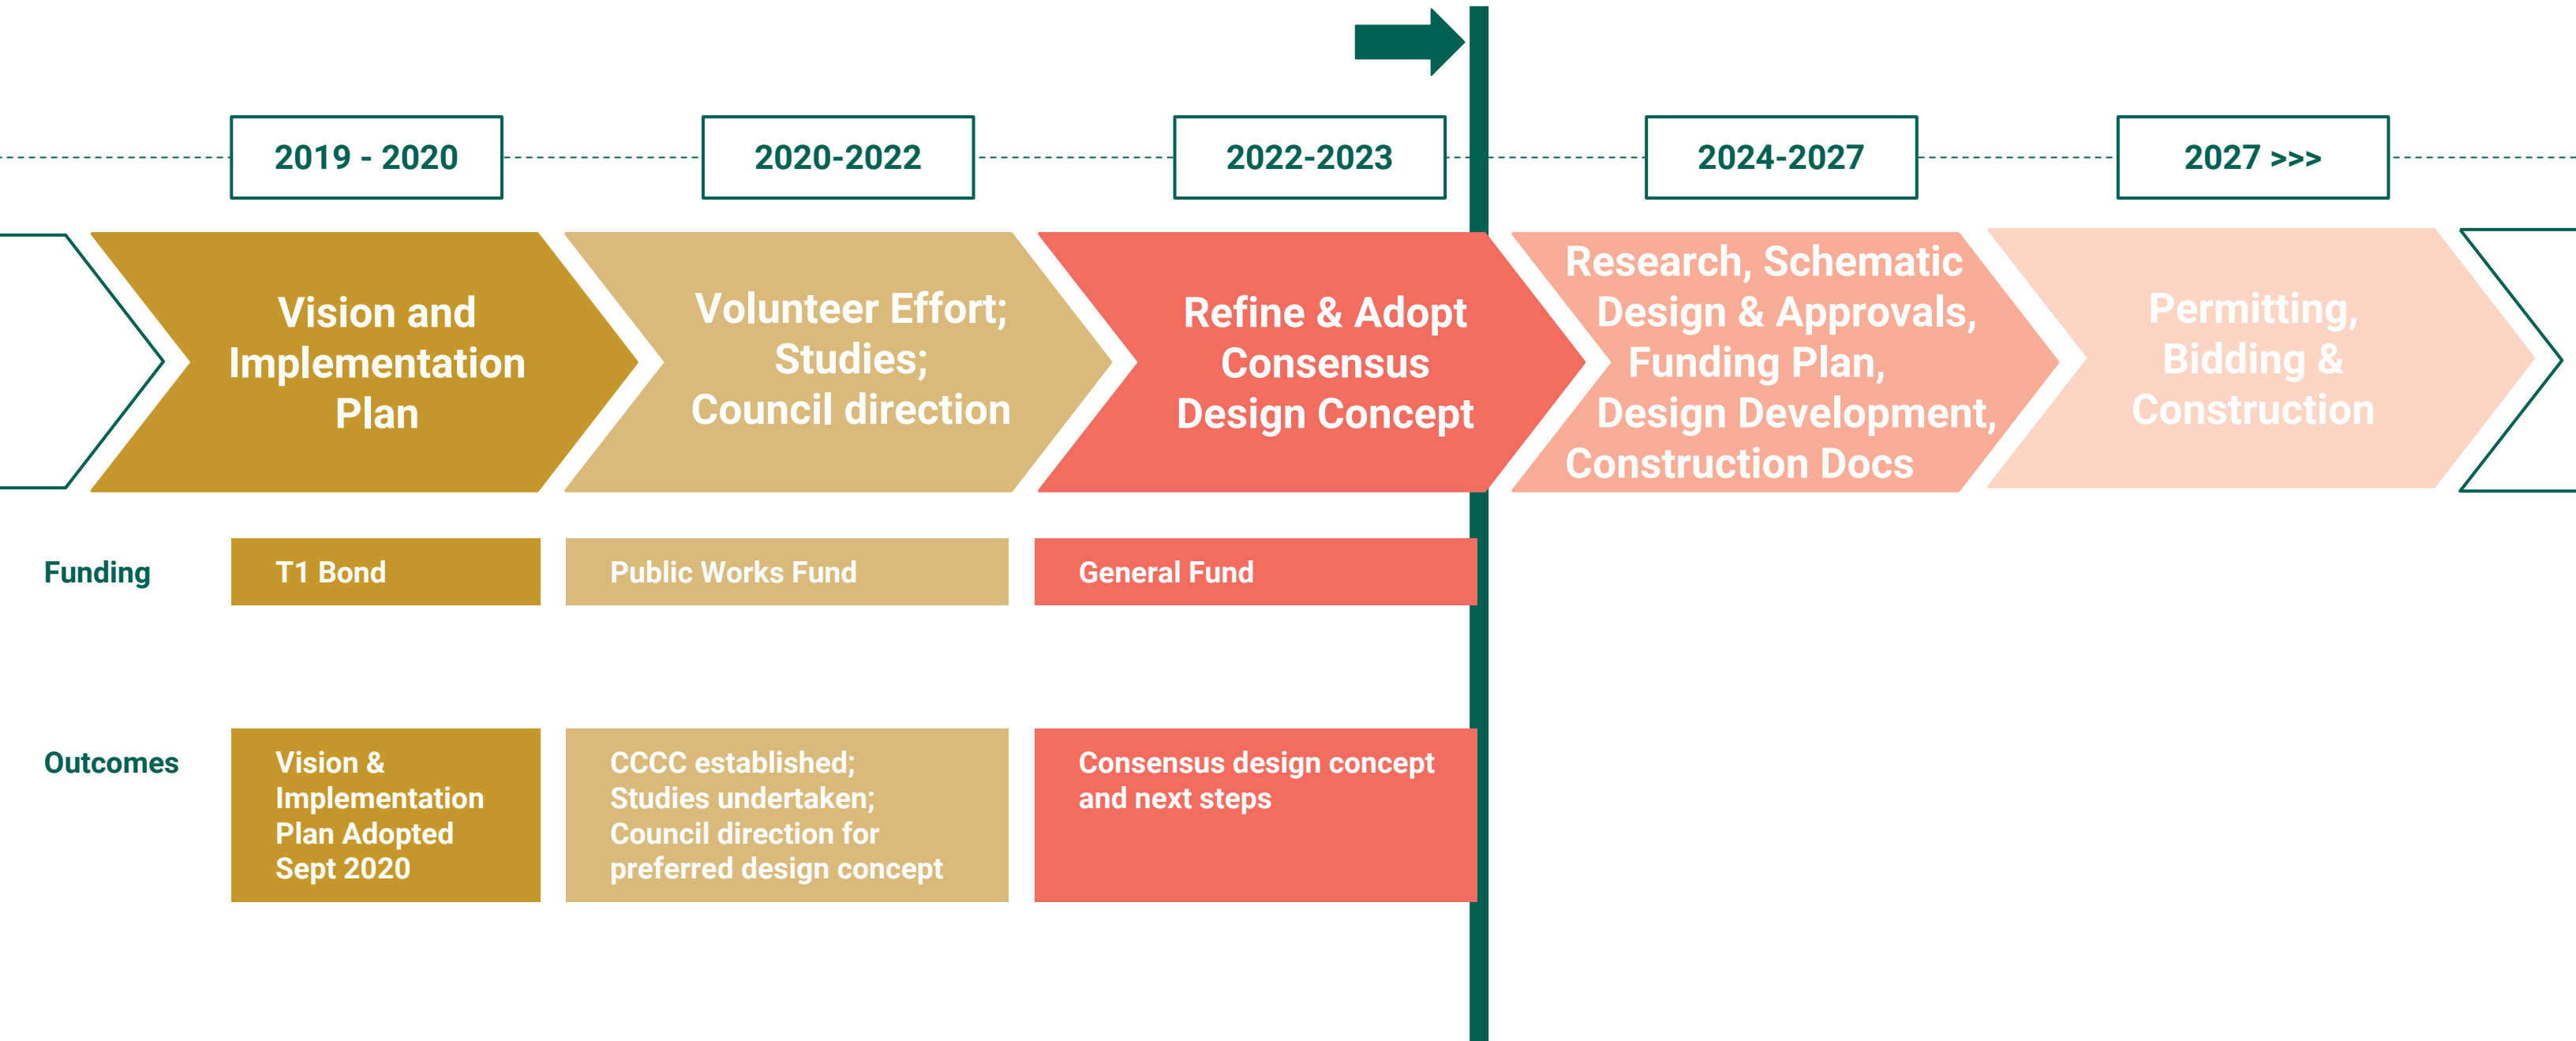 2019 - 2020
2020-2022
2022-2023
2024-2027
2027 >>>
Vision and
Implementation
Plan
Volunteer Effort;
Studies;
Council direction
Refine & Adopt
Consensus
Design Concept
Research, Schematic
Design & Approvals,
Funding Plan,
Design Development,
Construction Docs
Permitting,
Bidding &
Construction
Funding
T1 Bond
Public Works Fund
General Fund
Outcomes
Vision &
Implementation
Plan Adopted
Sept 2020
CCCC established;
Studies undertaken;
Council direction for
preferred design concept
Consensus design concept
and next steps